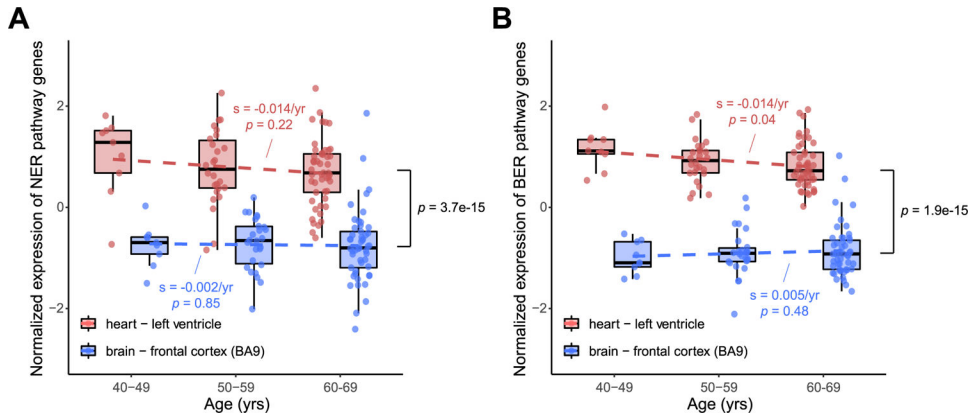 A
Normalized expression of NER pathway genes
2
0
−2
s = -0.014/yr
p = 0.22
s = -0.002/yr
p = 0.85
p = 3.7e-15
heart − left ventricle
brain − frontal cortex (BA9)
40−49
50−59
60-69
Age (yrs)
B
Normalized expression of BER pathway genes
2
0
−2
s = -0.014/yr
p = 0.04
s = 0.005/yr
p = 0.48
p = 1.9e-15
heart − left ventricle
brain − frontal cortex (BA9)
40−49
50−59
60-69
Age (yrs)